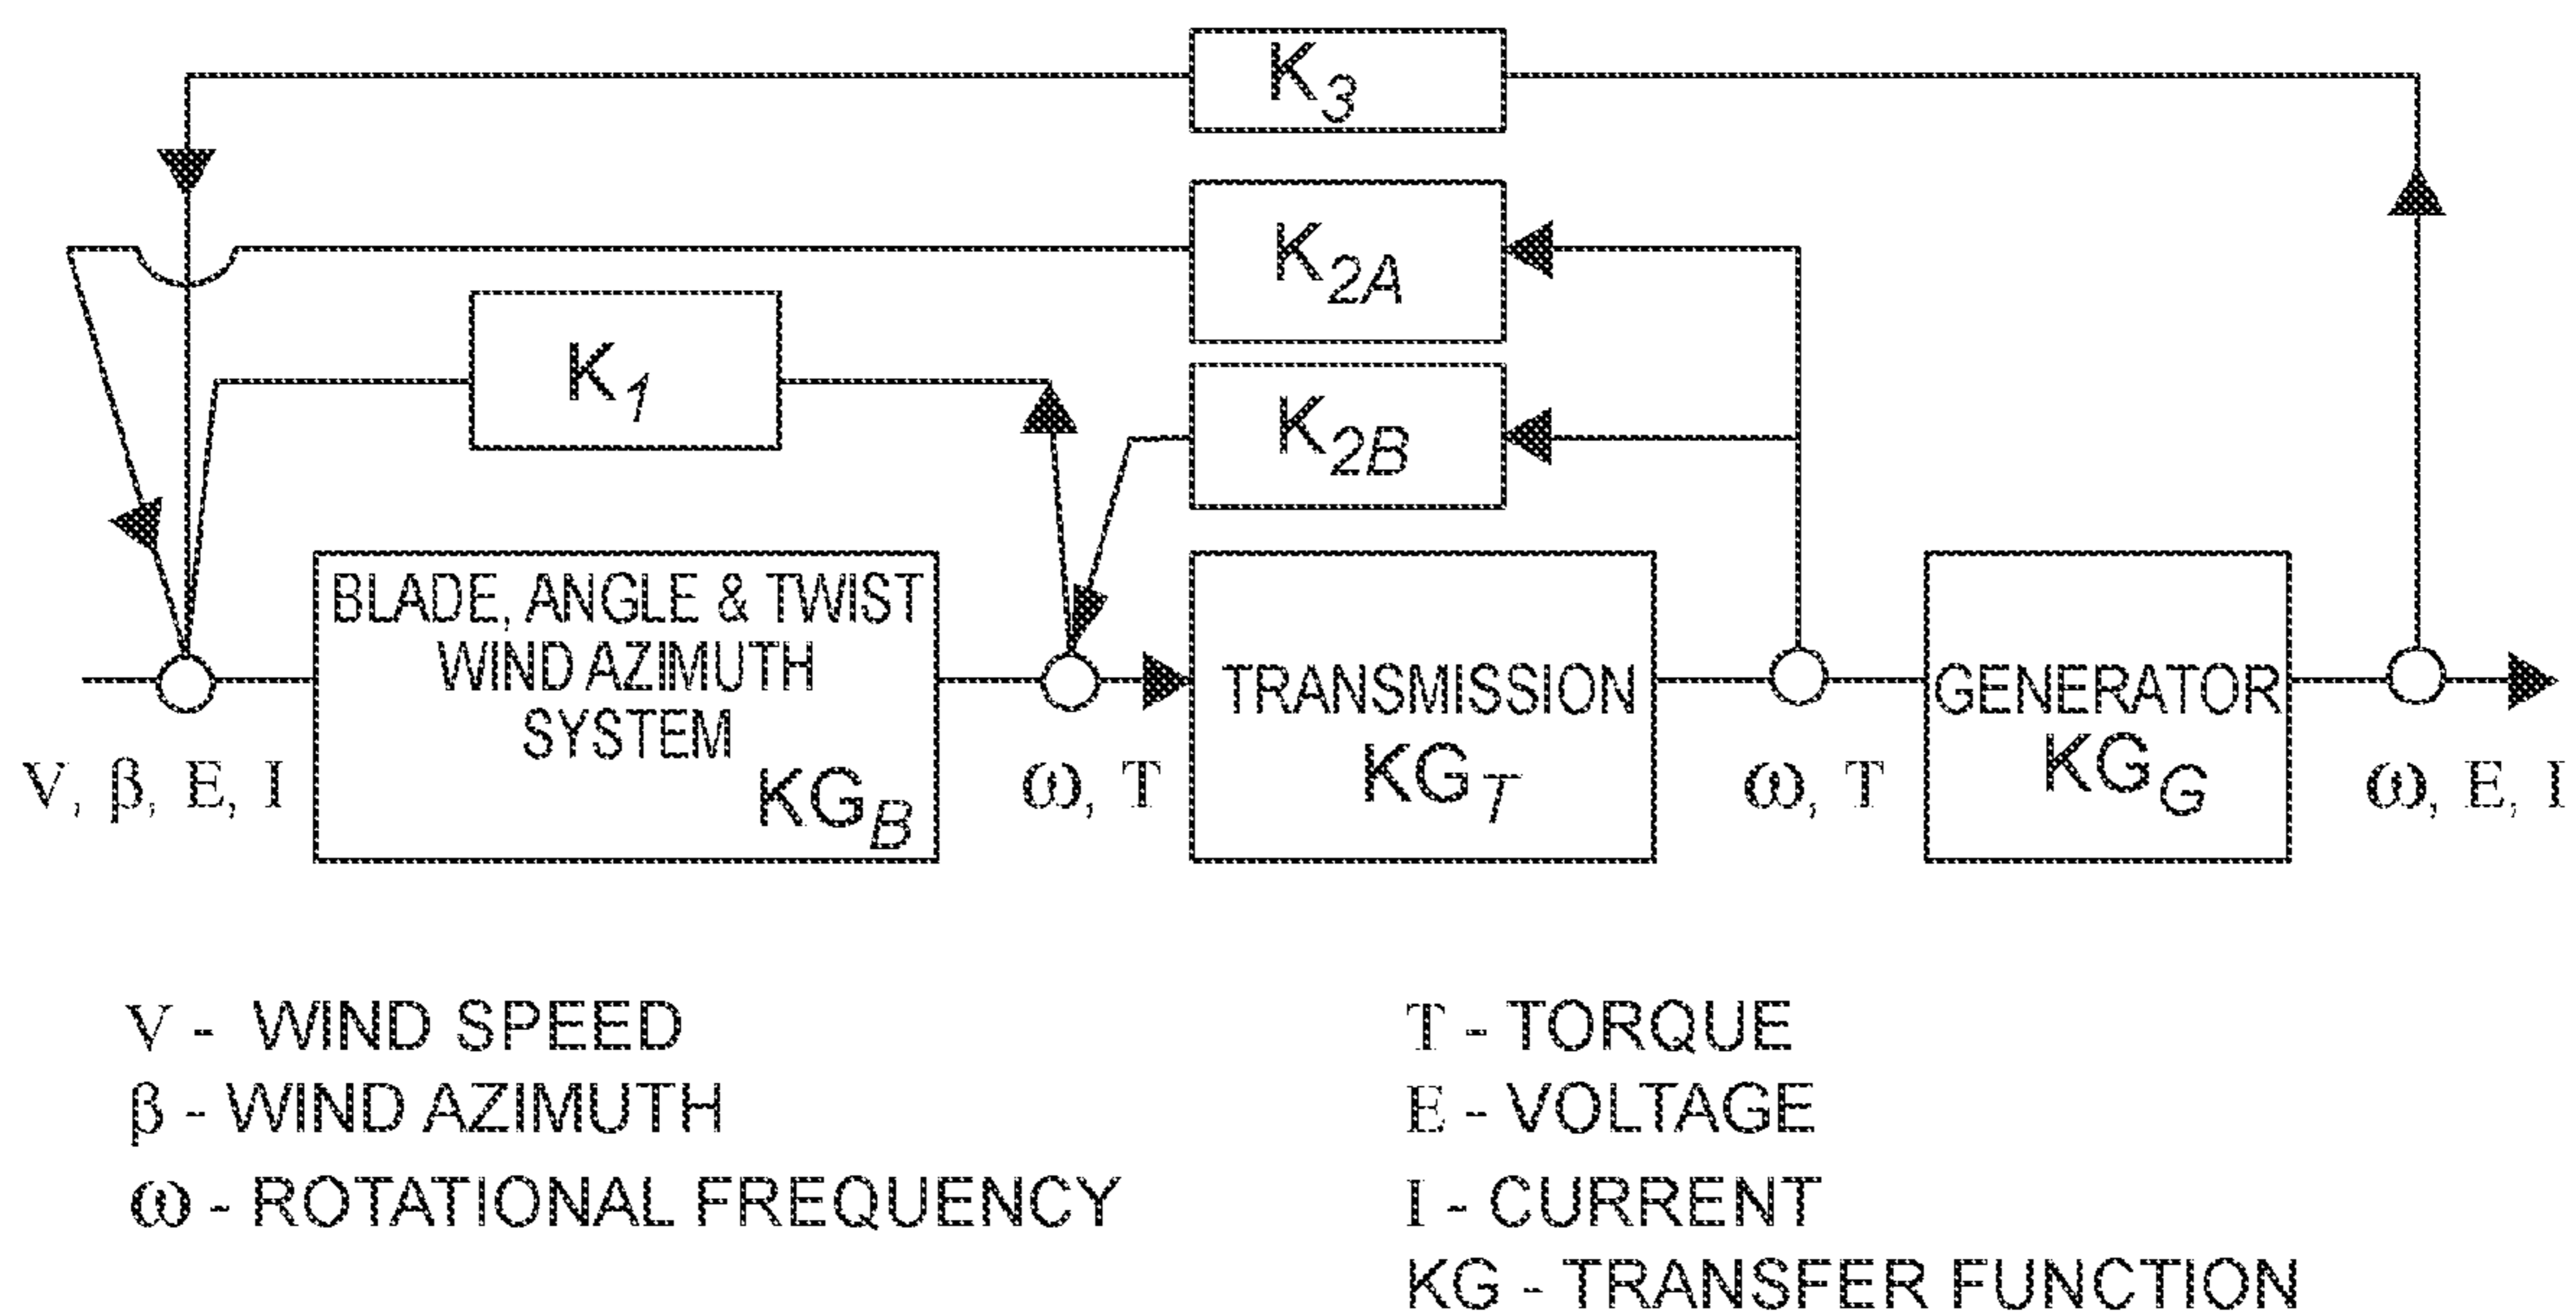 K3
K2A
K1
K2B
BLADE, ANGLE & TWIST
WIND AZIMUTH
SYSTEM
KGB
TRANSMISSION
KGT
GENERATOR
KGG
V, β, E, I
ω, T
ω, T
ω, E, I
V - WIND SPEED
β - WIND AZIMUTH
ω - ROTATIONAL FREQUENCY
T - TORQUE
E - VOLTAGE
I - CURRENT
KG - TRANSFER FUNCTION